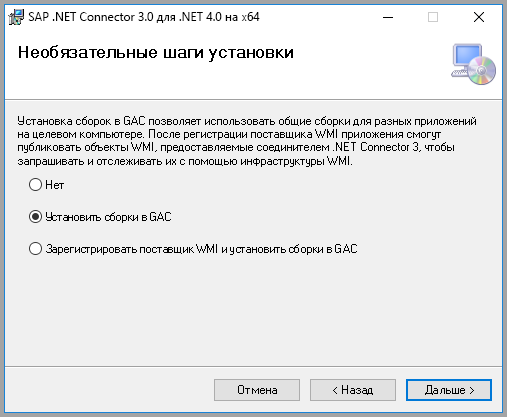 SAP .NET Connector 3.0 для .NET 4.0 на x64
Необязательные шаги установки
Установка сборок в GAC позволяет использовать общие сборки для разных приложений
на целевом компьютере. После регистрации поставщика WMI приложения смогут
публиковать объекты WMI, предоставляемые соединителем .NET Connector 3, чтобы
запрашивать и отслеживать их с помощью инфраструктуры WMI.
Нет
Установить сборки в GAC
Зарегистрировать поставщик WMI и установить сборки в GAC
Отмена
< Назад
Дальше >